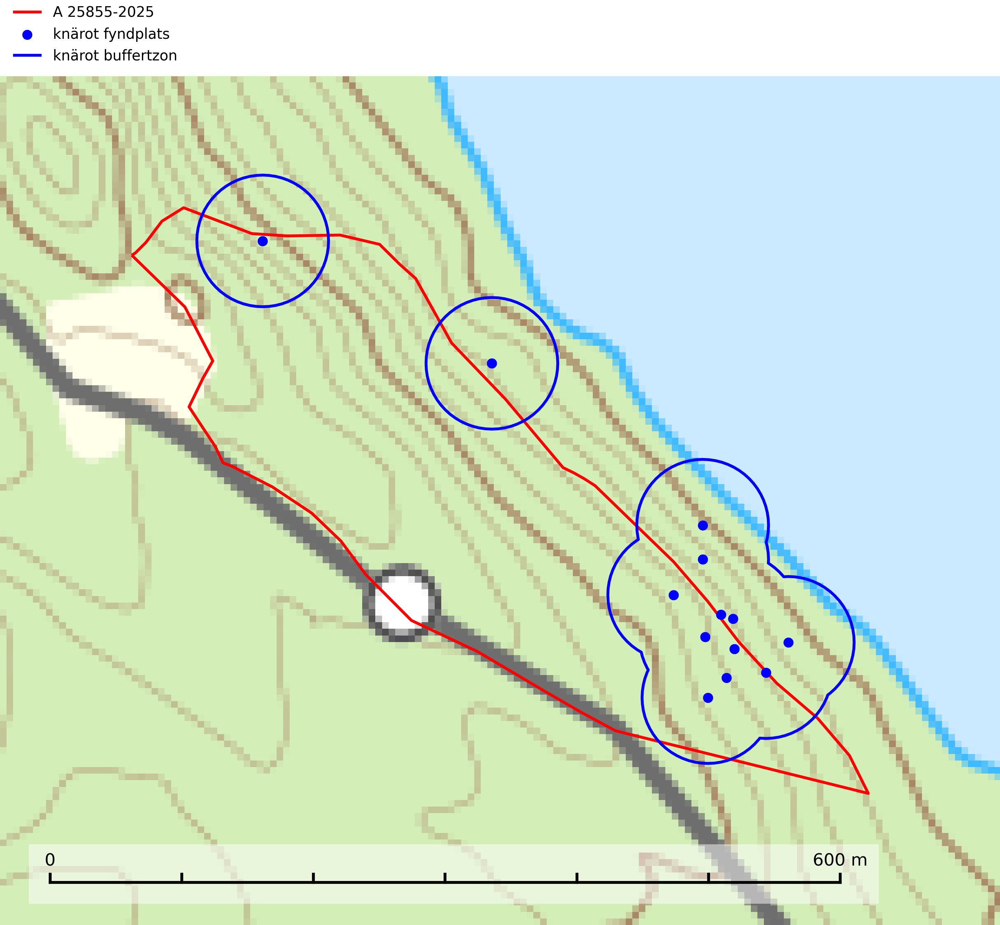 A 25855-2025
knärot fyndplats
knärot buffertzon
0 600 m